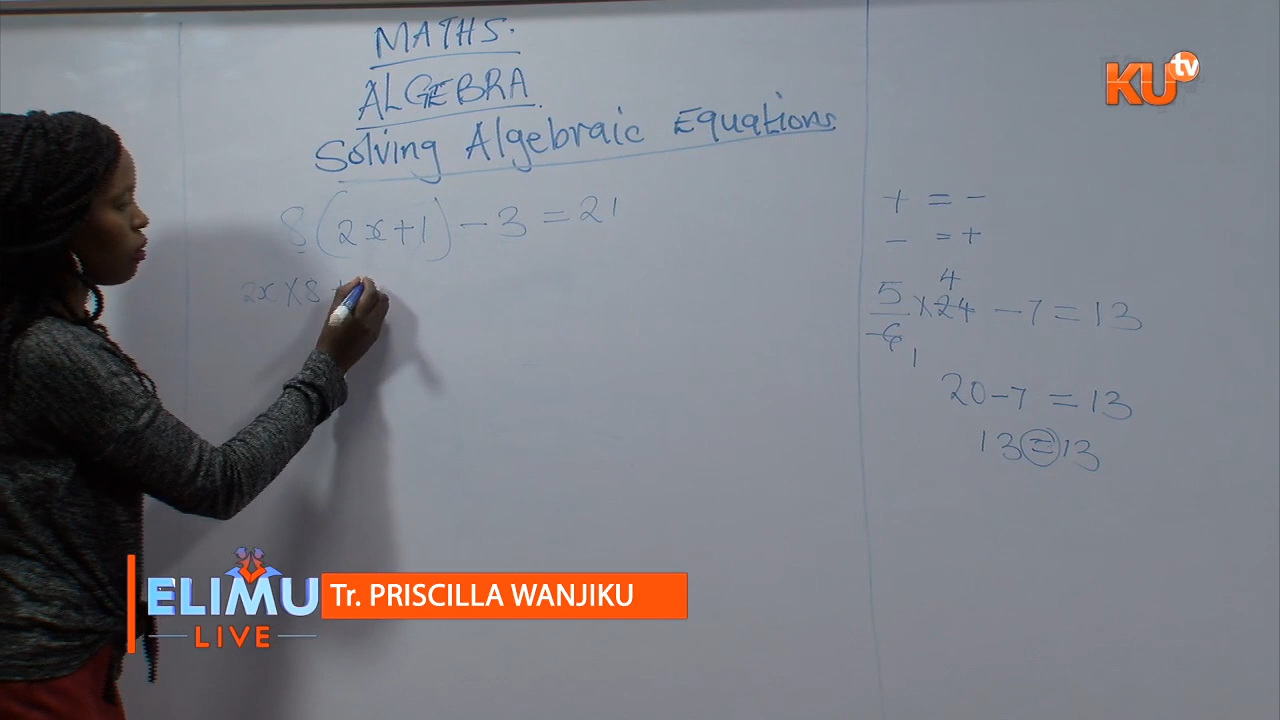 MATHS.
ALGEBRA.
Solving Algebraic Equations
8(2x+1) - 3 = 21
2x × 8 +
+ = -
- = +
4
5/6 × 24 - 7 = 13
1
20 - 7 = 13
13 = 13
KU tv
ELIMU
LIVE
Tr. PRISCILLA WANJIKU